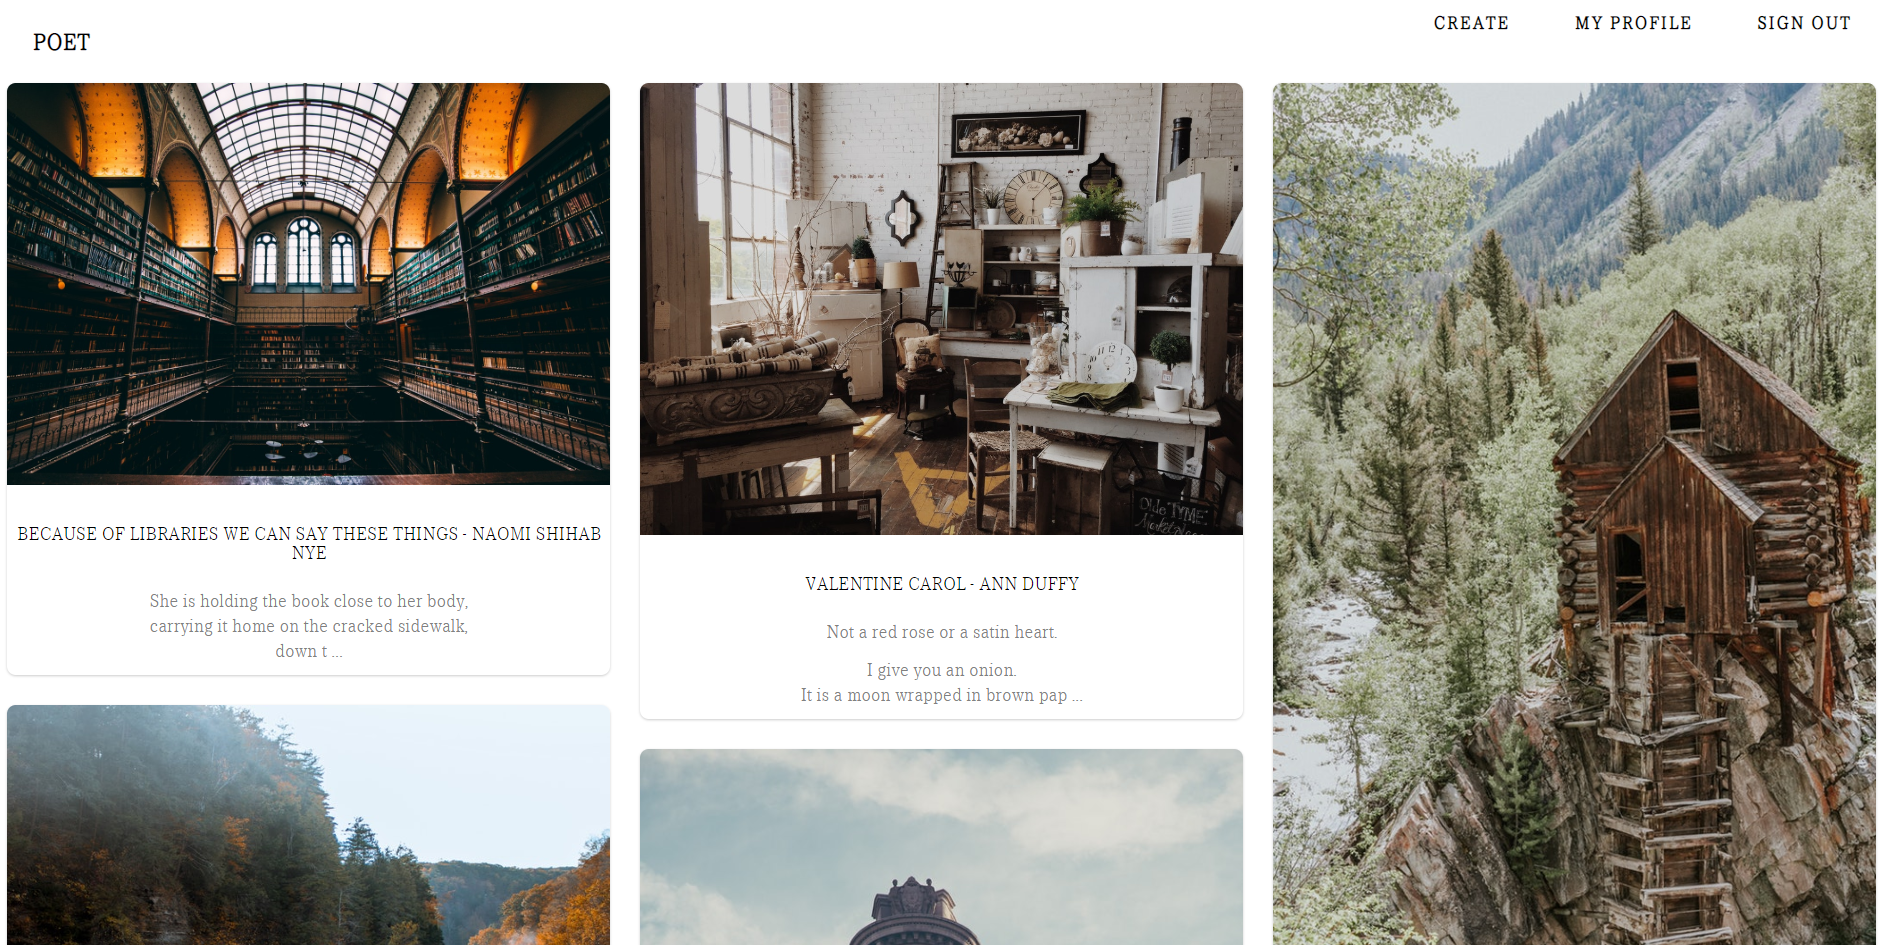 POET
CREATE
MY PROFILE
SIGN OUT
BECAUSE OF LIBRARIES WE CAN SAY THESE THINGS - NAOMI SHIHAB
NYE
She is holding the book close to her body,
carrying it home on the cracked sidewalk,
down t ...
VALENTINE CAROL - ANN DUFFY
Not a red rose or a satin heart.
I give you an onion.
It is a moon wrapped in brown pap ...
Olde TYME